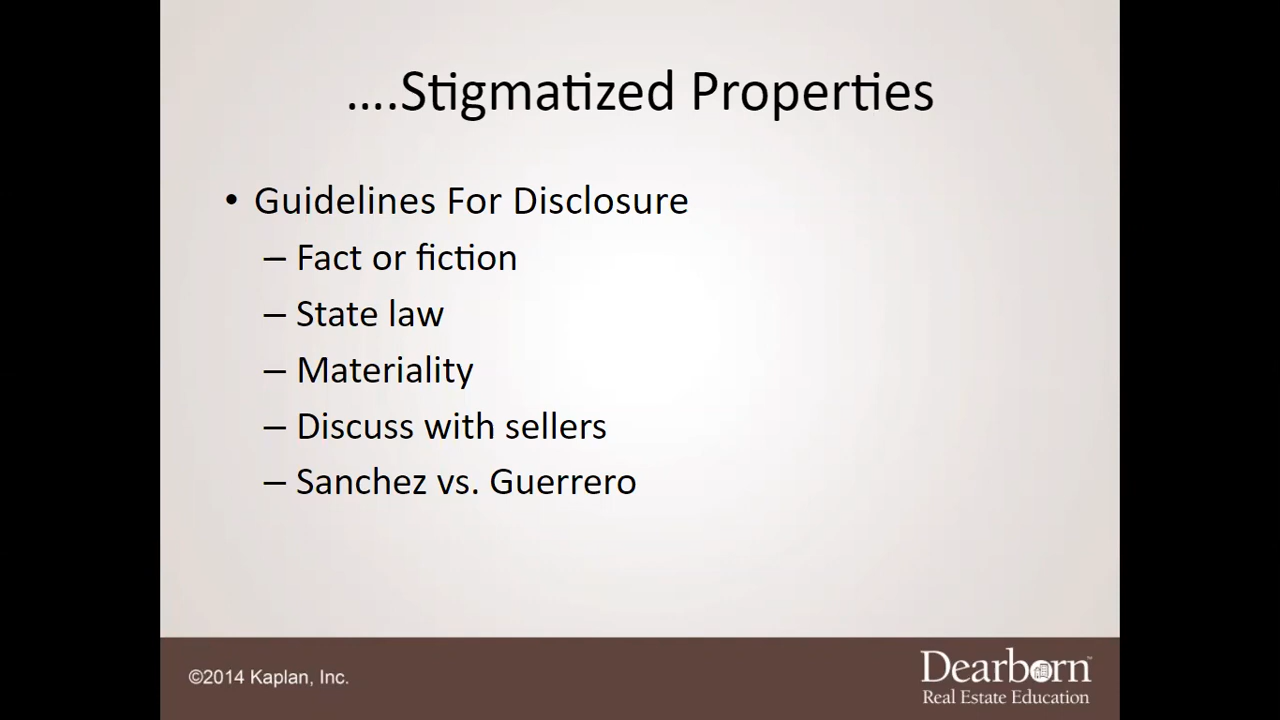 ....Stigmatized Properties
• Guidelines For Disclosure
– Fact or fiction
– State law
– Materiality
– Discuss with sellers
– Sanchez vs. Guerrero
©2014 Kaplan, Inc.
Dearborn™
Real Estate Education